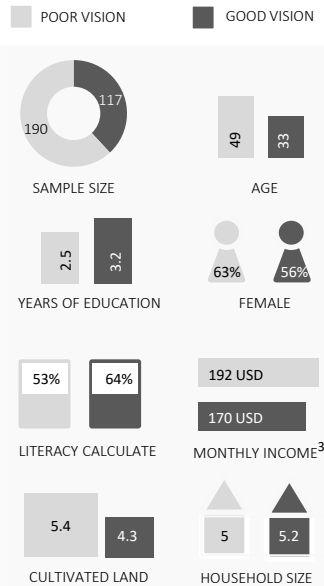 POOR VISION
GOOD VISION
117
190
SAMPLE SIZE
49
33
AGE
2.5
3.2
YEARS OF EDUCATION
63%
56%
FEMALE
53%
64%
LITERACY CALCULATE
192 USD
170 USD
MONTHLY INCOME³
5.4
4.3
CULTIVATED LAND
5
5.2
HOUSEHOLD SIZE